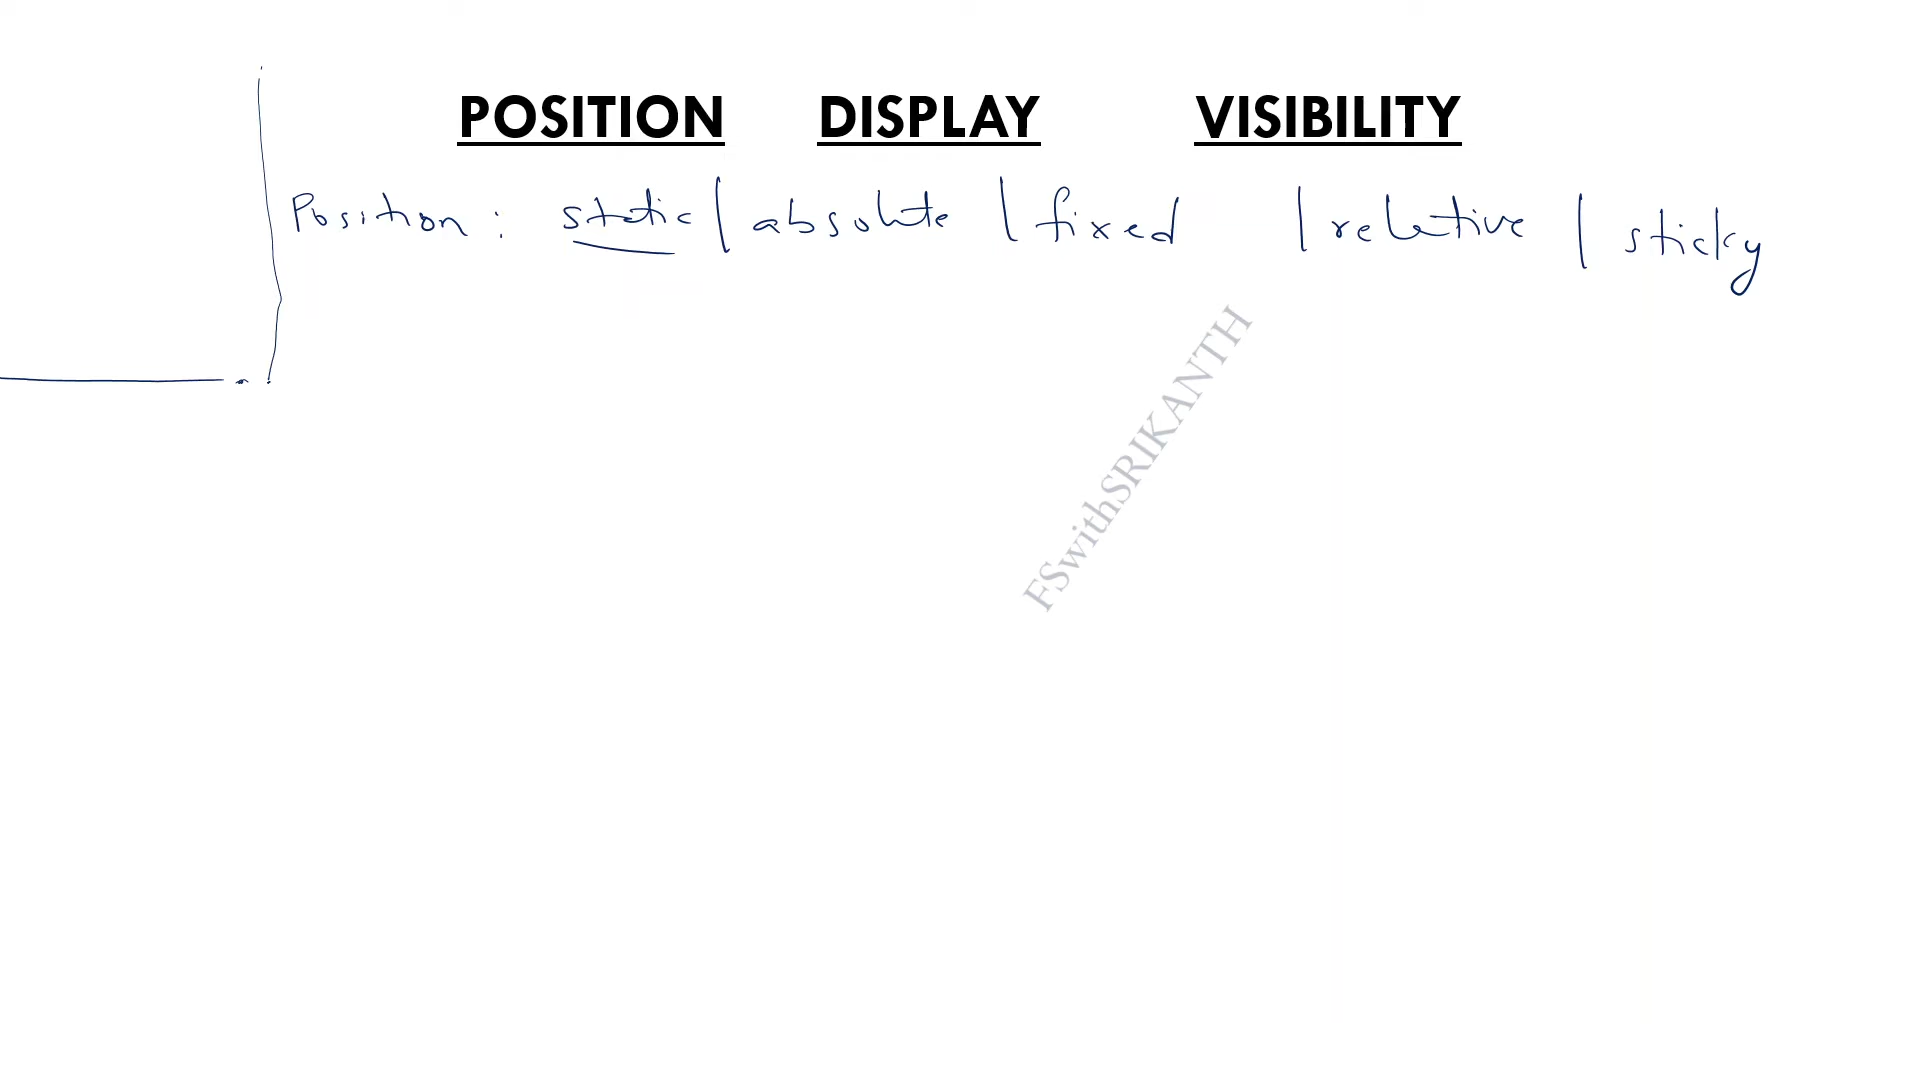 POSITION DISPLAY VISIBILITY
Position : static | absolute | fixed | relative | sticky
FSwithSRIKANTH